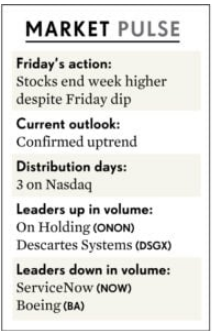 MARKET PULSE
Friday's action:
Stocks end week higher
despite Friday dip
Current outlook:
Confirmed uptrend
Distribution days:
3 on Nasdaq
Leaders up in volume:
On Holding (ONON)
Descartes Systems (DSGX)
Leaders down in volume:
ServiceNow (NOW)
Boeing (BA)